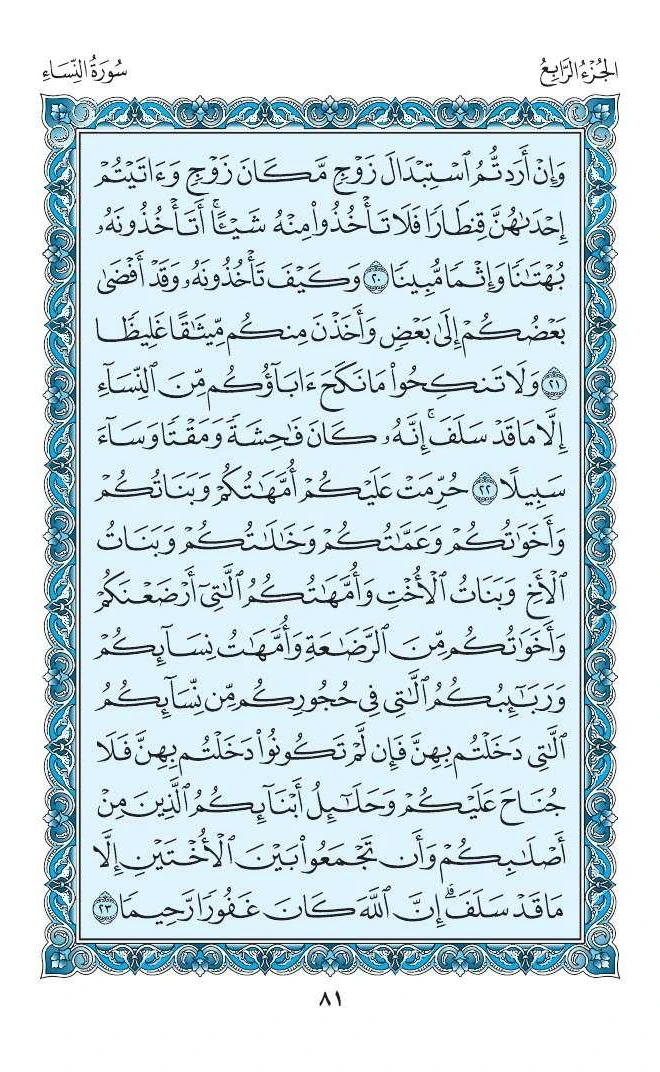 الجُزْءُ الرَّابِعُ
سُورَةُ النِّسَاءِ
وَإِنْ أَرَدتُّمُ ٱسْتِبْدَالَ زَوْجٍ مَّكَانَ زَوْجٍ وَءَاتَيْتُمْ
إِحْدَىٰهُنَّ قِنطَارًا فَلَا تَأْخُذُوا۟ مِنْهُ شَيْـًٔا ۚ أَتَأْخُذُونَهُۥ
بُهْتَـٰنًا وَإِثْمًا مُّبِينًا ٢٠ وَكَيْفَ تَأْخُذُونَهُۥ وَقَدْ أَفْضَىٰ
بَعْضُكُمْ إِلَىٰ بَعْضٍ وَأَخَذْنَ مِنكُم مِّيثَـٰقًا غَلِيظًا
٢١ وَلَا تَنكِحُوا۟ مَا نَكَحَ ءَابَآؤُكُم مِّنَ ٱلنِّسَآءِ
إِلَّا مَا قَدْ سَلَفَ ۚ إِنَّهُۥ كَانَ فَـٰحِشَةً وَمَقْتًا وَسَآءَ
سَبِيلًا ٢٢ حُرِّمَتْ عَلَيْكُمْ أُمَّهَـٰتُكُمْ وَبَنَاتُكُمْ
وَأَخَوَٰتُكُمْ وَعَمَّـٰتُكُمْ وَخَـٰلَـٰتُكُمْ وَبَنَاتُ
ٱلْأَخِ وَبَنَاتُ ٱلْأُخْتِ وَأُمَّهَـٰتُكُمُ ٱلَّـٰتِىٓ أَرْضَعْنَكُمْ
وَأَخَوَٰتُكُم مِّنَ ٱلرَّضَـٰعَةِ وَأُمَّهَـٰتُ نِسَآئِكُمْ
وَرَبَـٰٓئِبُكُمُ ٱلَّـٰتِى فِى حُجُورِكُم مِّن نِّسَآئِكُمُ
ٱلَّـٰتِى دَخَلْتُم بِهِنَّ فَإِن لَّمْ تَكُونُوا۟ دَخَلْتُم بِهِنَّ فَلَا
جُنَاحَ عَلَيْكُمْ وَحَلَـٰٓئِلُ أَبْنَآئِكُمُ ٱلَّذِينَ مِنْ
أَصْلَـٰبِكُمْ وَأَن تَجْمَعُوا۟ بَيْنَ ٱلْأُخْتَيْنِ إِلَّا
مَا قَدْ سَلَفَ ۗ إِنَّ ٱللَّهَ كَانَ غَفُورًا رَّحِيمًا ٢٣
٨١